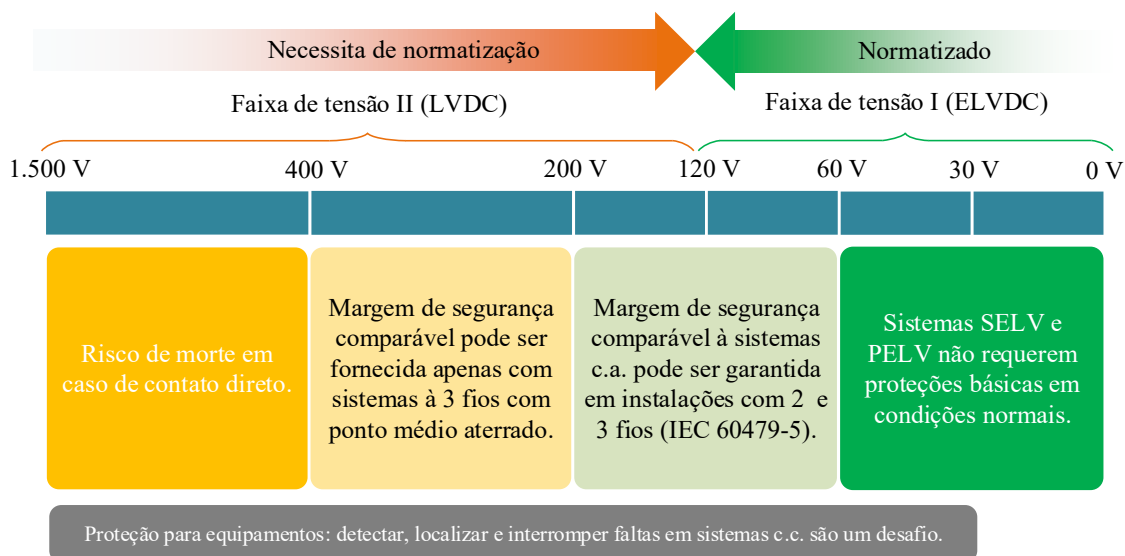 Necessita de normatização
Normatizado
Faixa de tensão II (LVDC)
Faixa de tensão I (ELVDC)
1.500 V
400 V
200 V
120 V
60 V
30 V
0 V
Risco de morte em
caso de contato direto.
Margem de segurança
comparável pode ser
fornecida apenas com
sistemas à 3 fios com
ponto médio aterrado.
Margem de segurança
comparável à sistemas
c.a. pode ser garantida
em instalações com 2 e
3 fios (IEC 60479-5).
Sistemas SELV e
PELV não requerem
proteções básicas em
condições normais.
Proteção para equipamentos: detectar, localizar e interromper faltas em sistemas c.c. são um desafio.